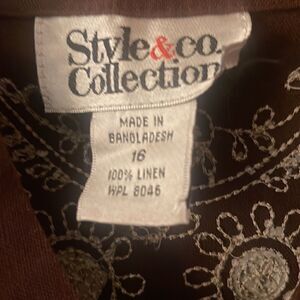 Style&co.
Collection
MADE IN
BANGLADESH
16
100% LINEN
WPL 8046